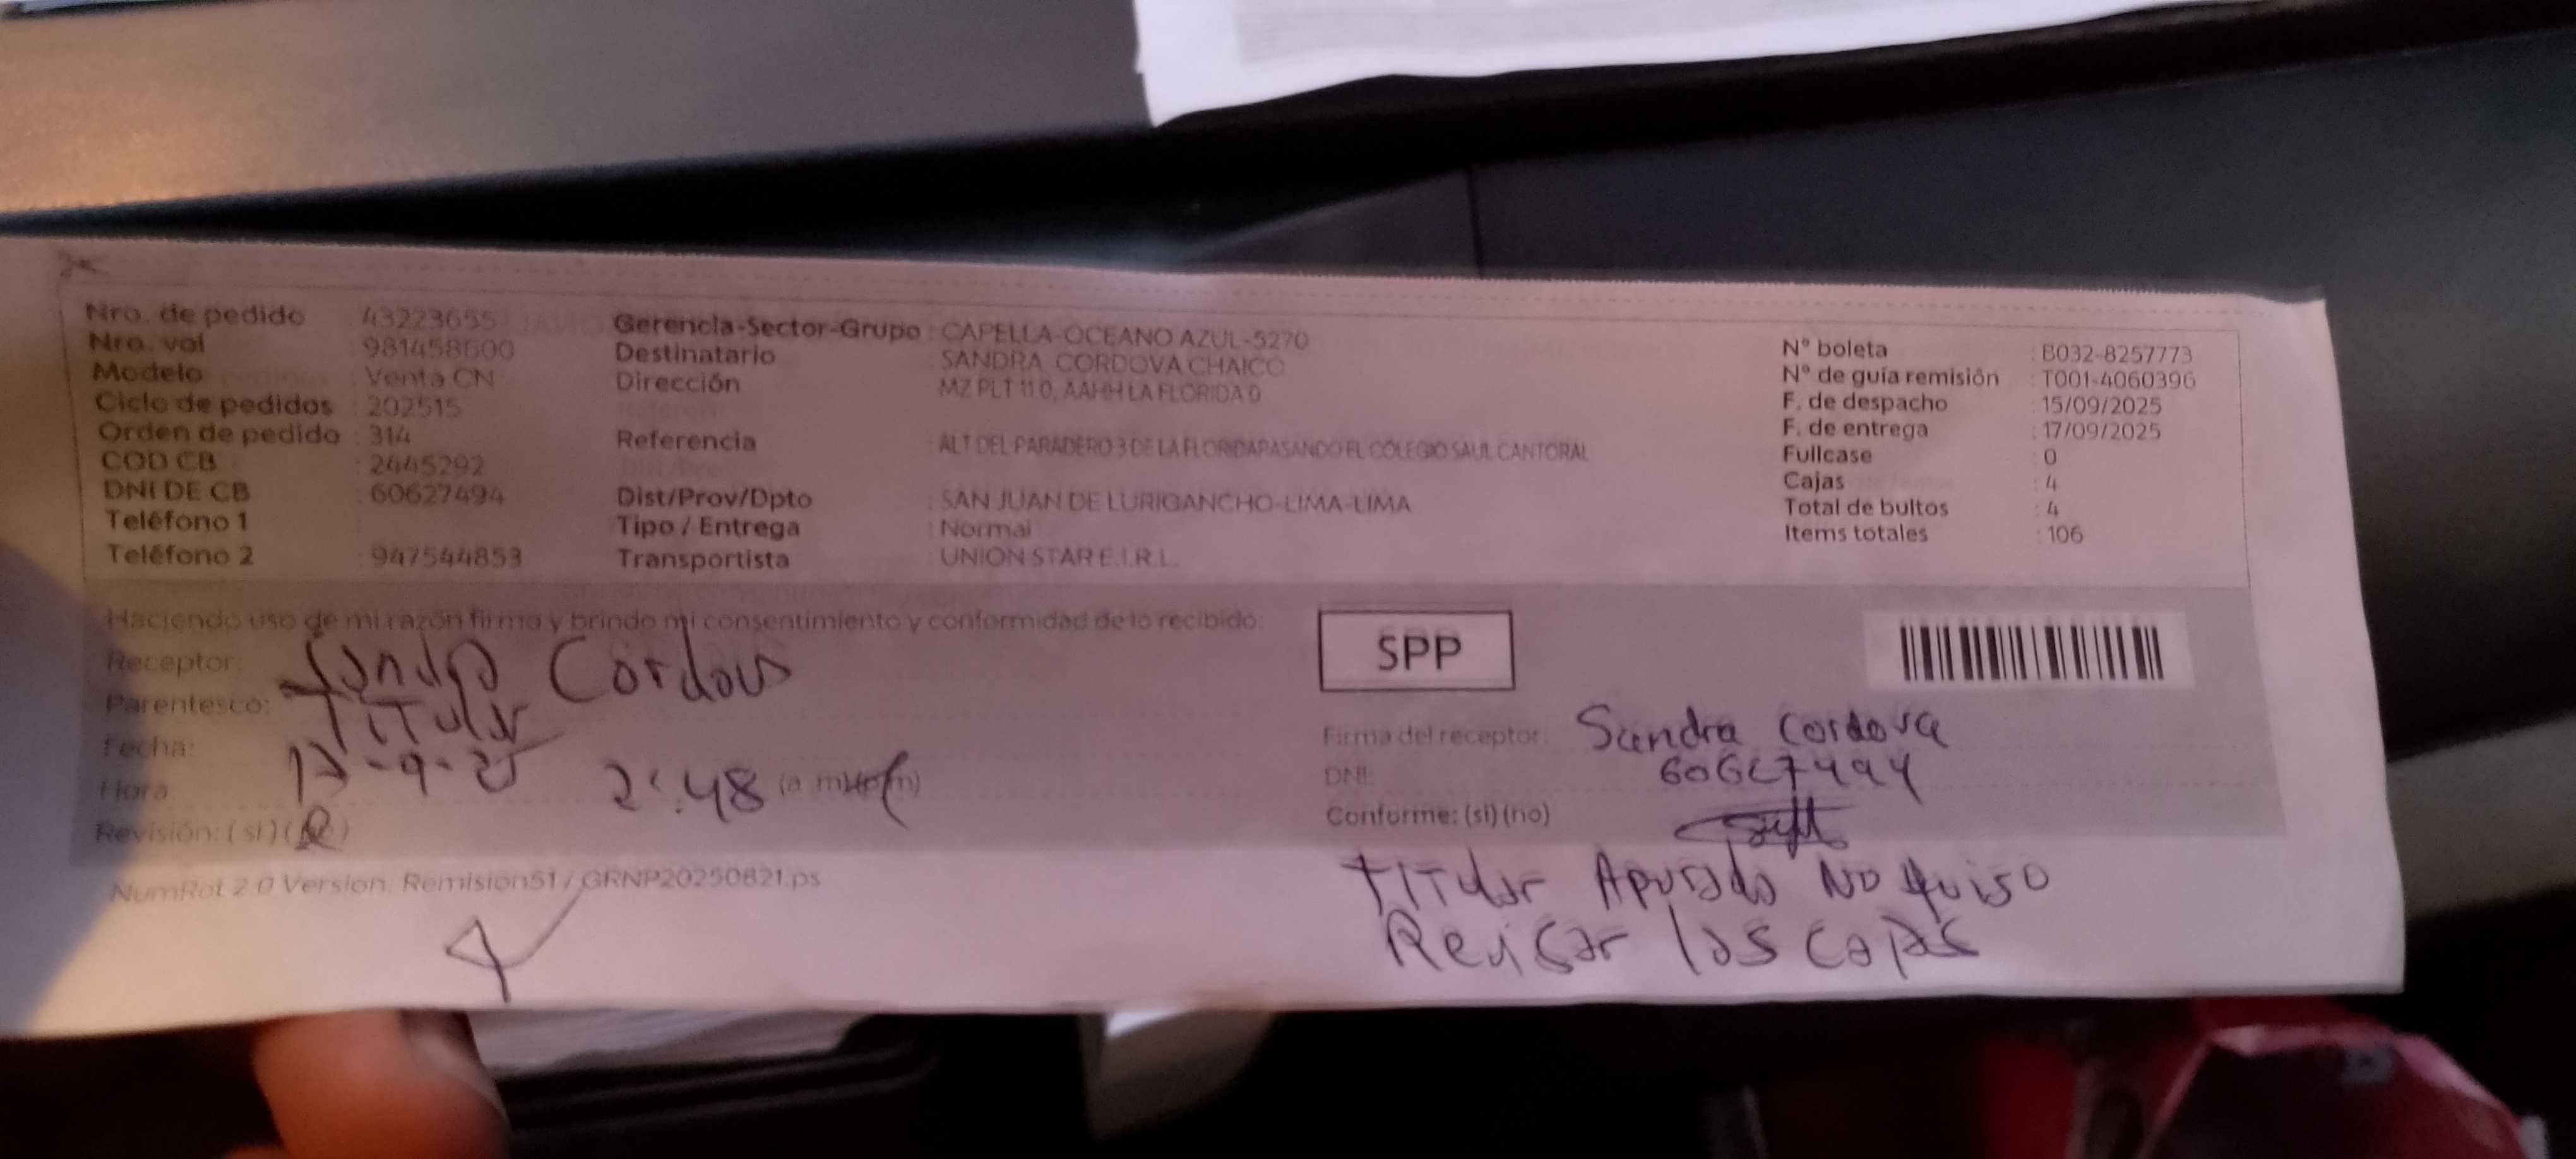 Nro. de pedido : 43223655
Nro. val : 981458600
Modelo : Venta CN
Ciclo de pedidos : 202515
Orden de pedido : 314
COD CB : 2445292
DNI DE CB : 60627494
Teléfono 1 :
Teléfono 2 : 947544853
Gerencia-Sector-Grupo : CAPELLA-OCEANO AZUL-5270
Destinatario : SANDRA CORDOVA CHAICO
Dirección : MZ PLT 11 0, AAHH LA FLORIDA 0
Referencia : ALT DEL PARADERO 3 DE LA FLORIDAPASANDO EL COLEGIO SAUL CANTORAL
Dist/Prov/Dpto : SAN JUAN DE LURIGANCHO-LIMA-LIMA
Tipo / Entrega : Normal
Transportista : UNION STAR E.I.R.L.
N° boleta : B032-8257773
N° de guía remisión : T001-4060396
F. de despacho : 15/09/2025
F. de entrega : 17/09/2025
Fullcase : 0
Cajas : 4
Total de bultos : 4
Items totales : 106
Haciendo uso de mi razón firmo y brindo mi consentimiento y conformidad de lo recibido.
Receptor: Sandra Cordova
Parentesco: Titular
Fecha: 17-9-25
Hora 2:48 (a m)
Revisión: (si) (
SPP
Firma del receptor: Sandra Cordova
DNI: 60627494
Conforme: (si) (no)
Titular Apurado No quiso
Revisar las cajas
NumRot 2.0 Version: Remision51 / GRNP20250821.ps
4